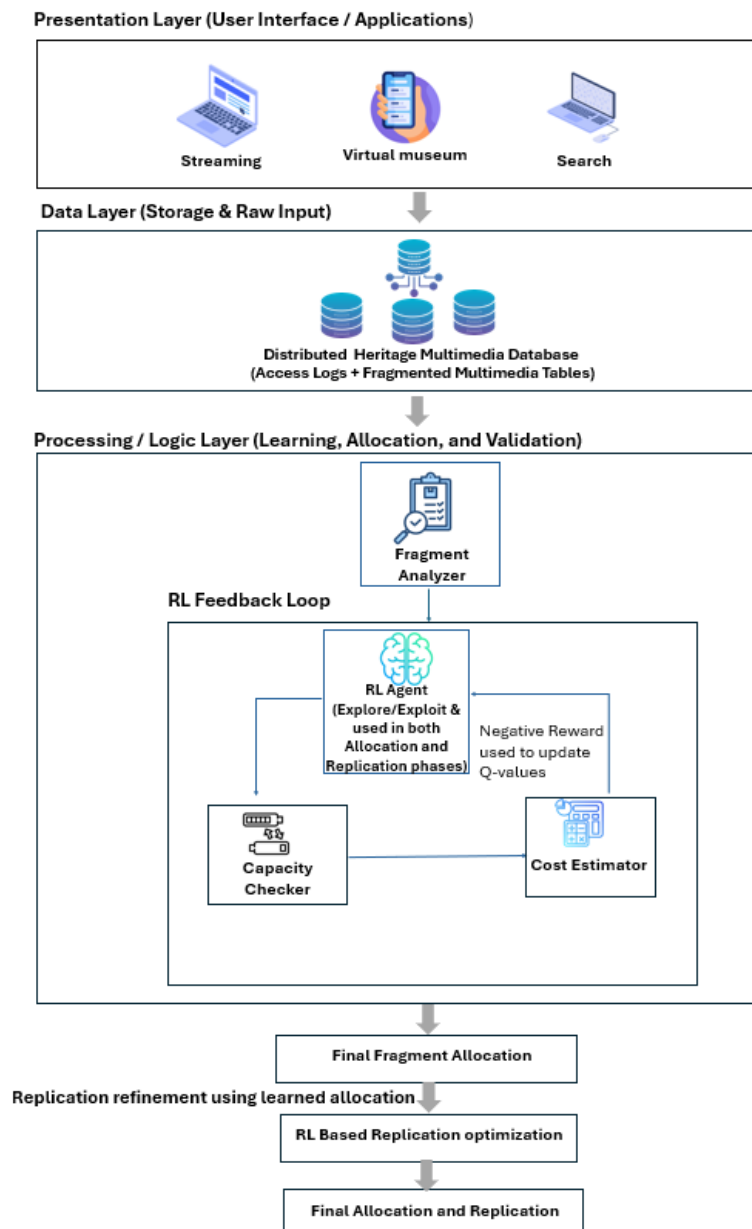 Presentation Layer (User Interface / Applications)
Streaming
Virtual museum
Search
Data Layer (Storage & Raw Input)
Distributed Heritage Multimedia Database
(Access Logs + Fragmented Multimedia Tables)
Processing / Logic Layer (Learning, Allocation, and Validation)
Fragment
Analyzer
RL Feedback Loop
RL Agent
(Explore/Exploit &
used in both
Allocation and
Replication phases)
Negative Reward
used to update
Q-values
Capacity
Checker
Cost Estimator
Final Fragment Allocation
Replication refinement using learned allocation
RL Based Replication optimization
Final Allocation and Replication